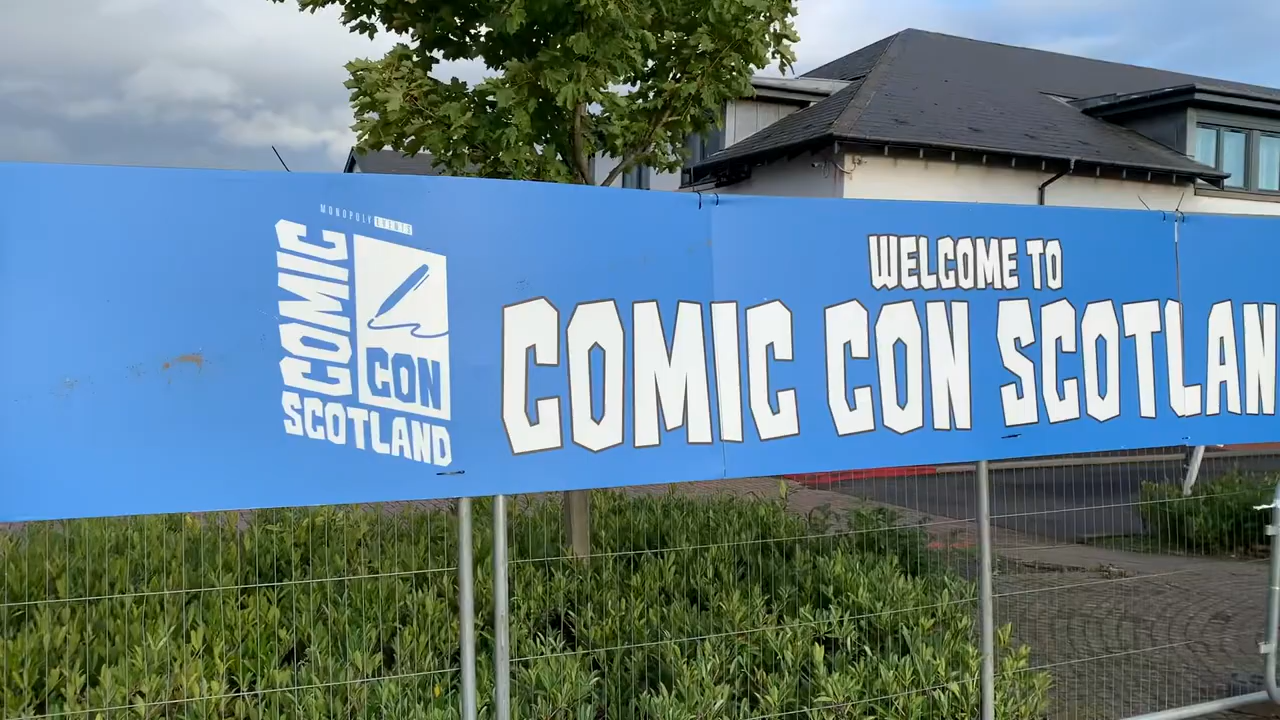 MONOPOLY EVENTS
COMIC
CON
SCOTLAND
WELCOME TO
COMIC CON SCOTLAN